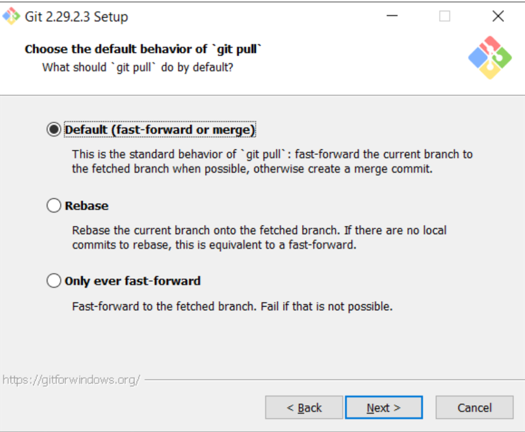 Git 2.29.2.3 Setup
Choose the default behavior of `git pull`
What should `git pull` do by default?
Default (fast-forward or merge)
This is the standard behavior of `git pull`: fast-forward the current branch to
the fetched branch when possible, otherwise create a merge commit.
Rebase
Rebase the current branch onto the fetched branch. If there are no local
commits to rebase, this is equivalent to a fast-forward.
Only ever fast-forward
Fast-forward to the fetched branch. Fail if that is not possible.
https://gitforwindows.org/
< Back Next > Cancel